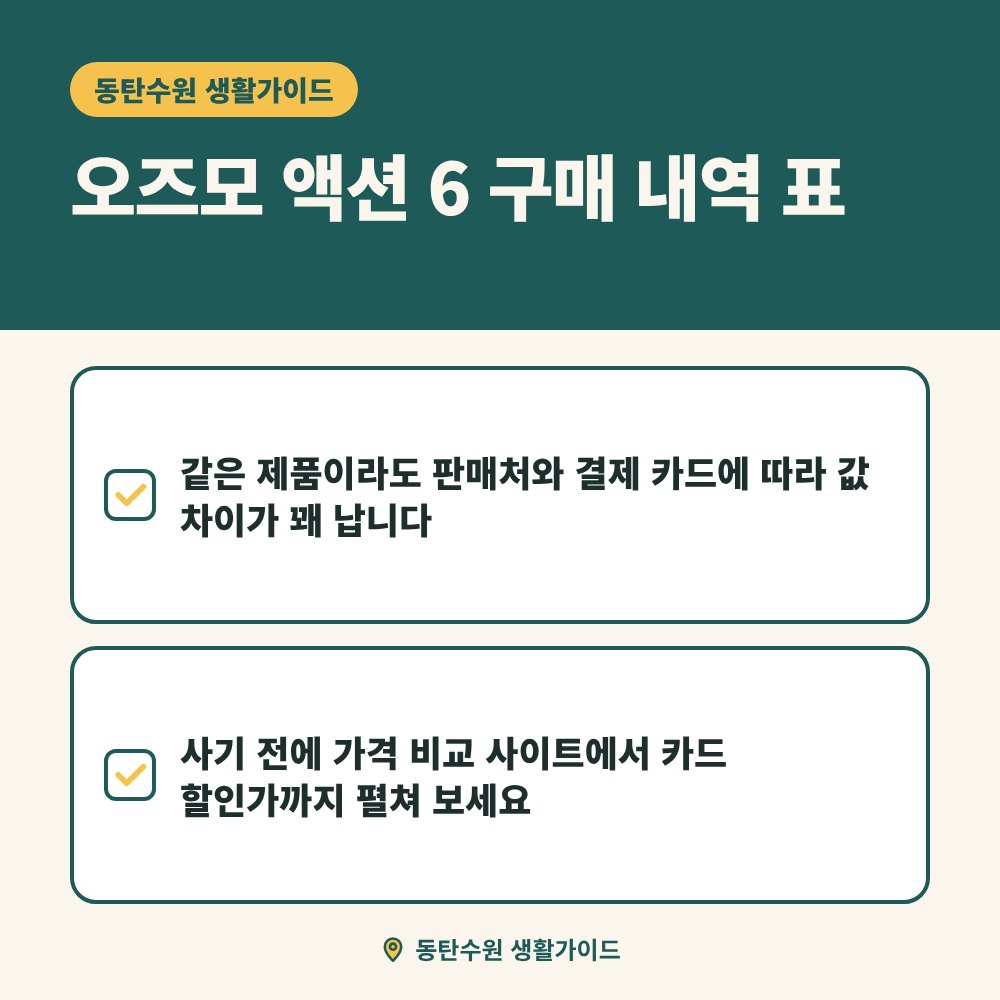 동탄수원 생활가이드
오즈모 액션 6 구매 내역 표
같은 제품이라도 판매처와 결제 카드에 따라 값
차이가 꽤 납니다
사기 전에 가격 비교 사이트에서 카드
할인가까지 펼쳐 보세요
동탄수원 생활가이드